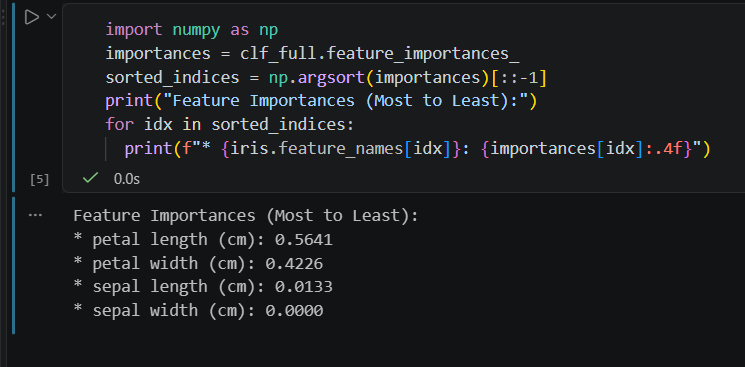 import numpy as np
importances = clf_full.feature_importances_
sorted_indices = np.argsort(importances)[::-1]
print("Feature Importances (Most to Least):")
for idx in sorted_indices:
  print(f"* {iris.feature_names[idx]}: {importances[idx]:.4f}")
[5]
0.0s
Feature Importances (Most to Least):
* petal length (cm): 0.5641
* petal width (cm): 0.4226
* sepal length (cm): 0.0133
* sepal width (cm): 0.0000